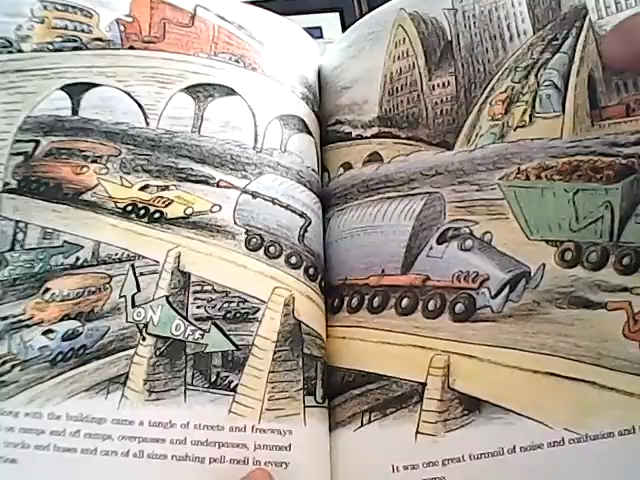 ON OFF
ong with the buildings came a tangle of streets and freeways
on ramps and off ramps, overpasses and underpasses, jammed
trucks and buses and cars of all sizes rushing pell-mell in every
It was one great turmoil of noise and confusion and